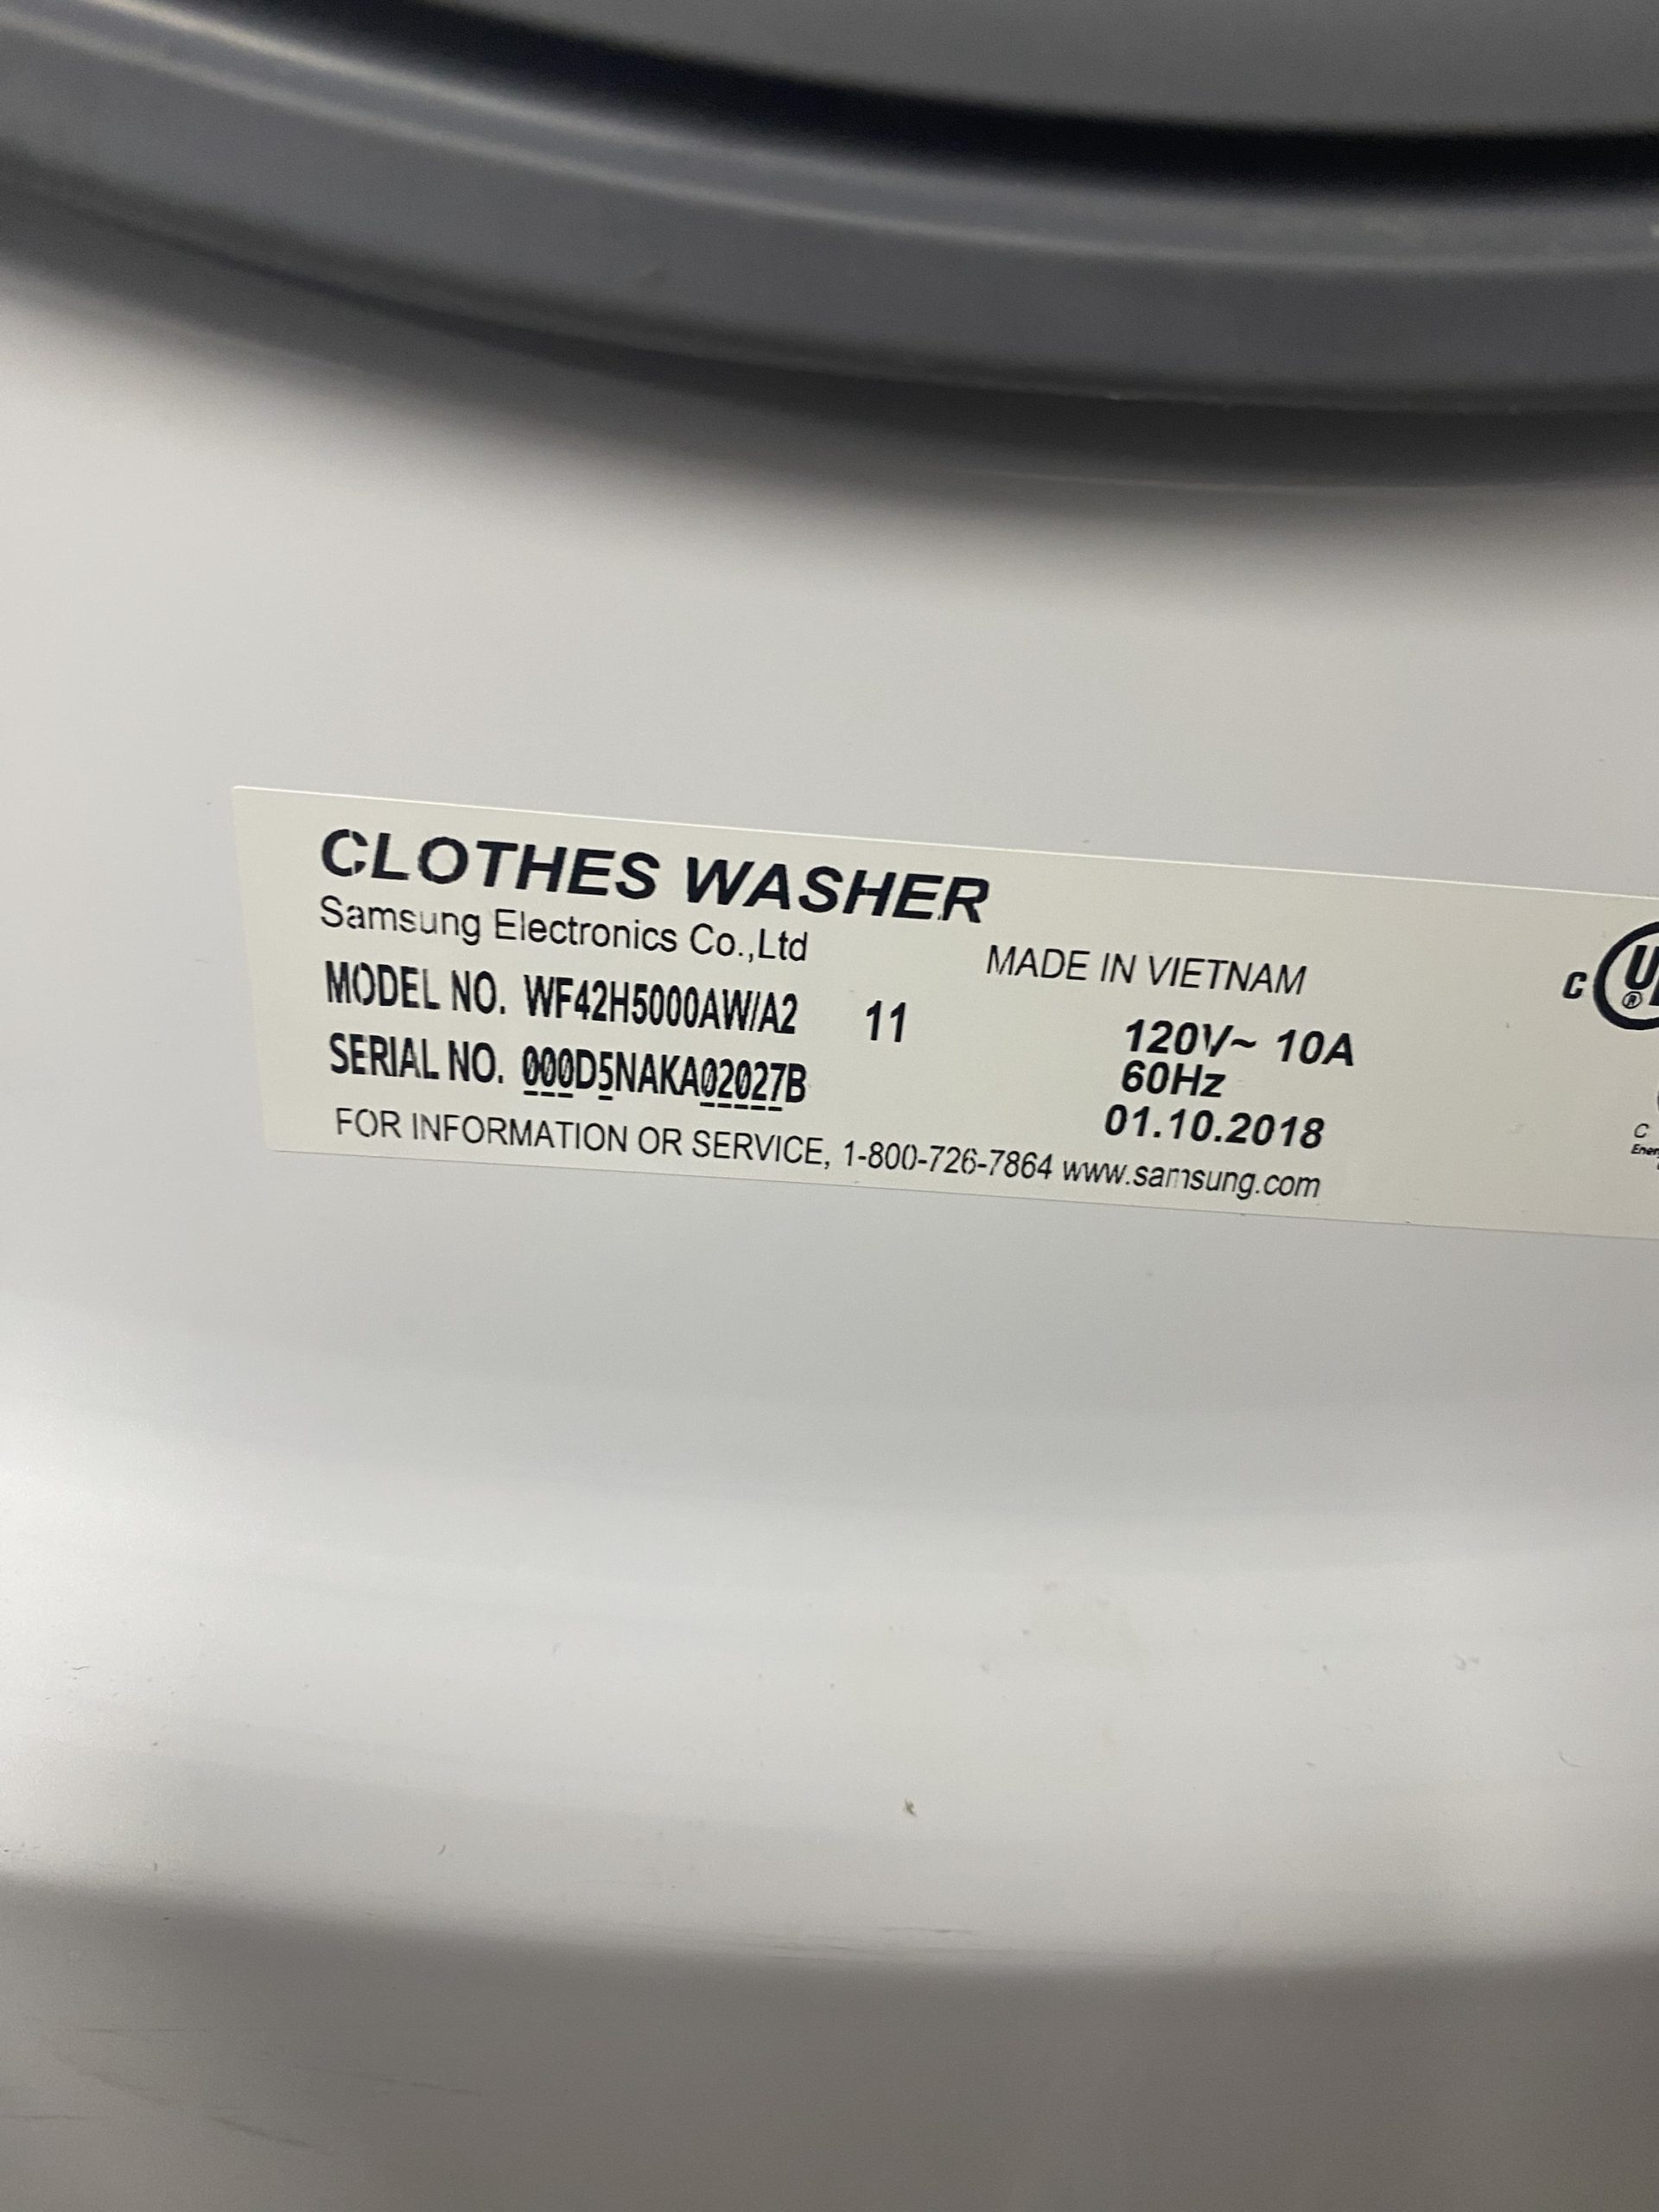 CLOTHES WASHER
Samsung Electronics Co.,Ltd
MADE IN VIETNAM
MODEL NO. WF42H5000AW/A2 11
120V~ 10A
SERIAL NO. 000D5NAKA02027B
60Hz
01.10.2018
FOR INFORMATION OR SERVICE, 1-800-726-7864 www.samsung.com
C
®
C